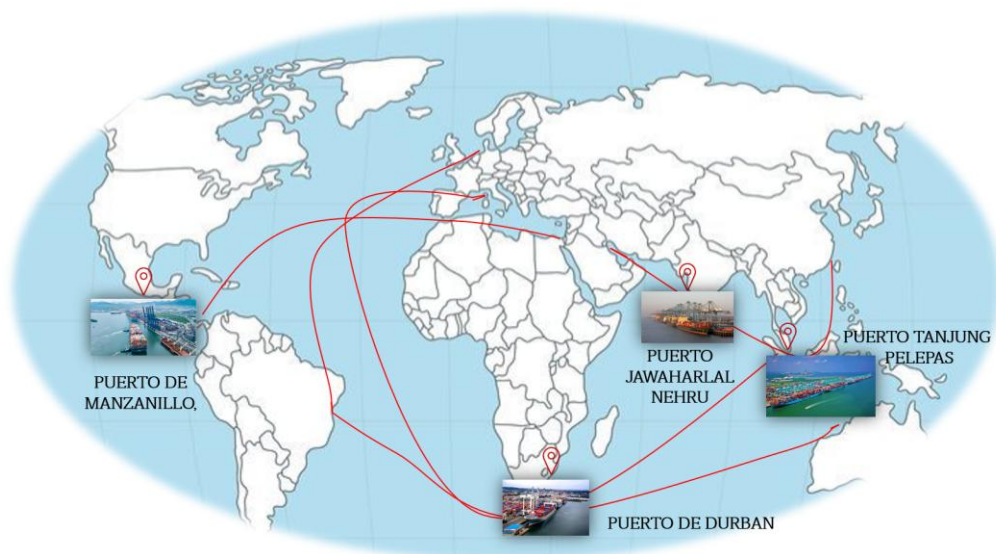 PUERTO DE
MANZANILLO,
PUERTO
JAWAHARLAL
NEHRU
PUERTO TANJUNG
PELEPAS
PUERTO DE DURBAN